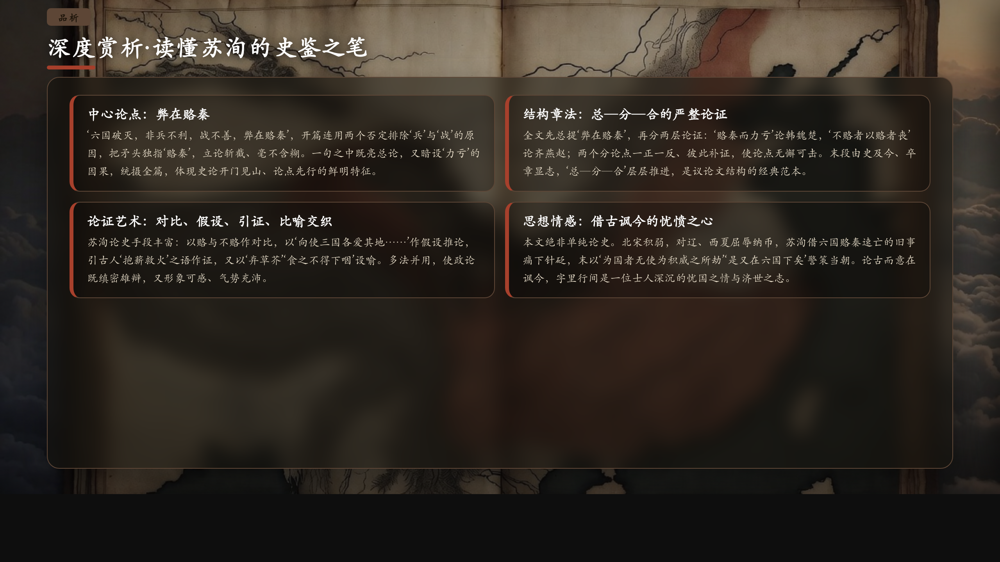 品析
深度赏析·读懂苏洵的史鉴之笔
中心论点：弊在赂秦
‘六国破灭，非兵不利，战不善，弊在赂秦’，开篇连用两个否定排除‘兵’与‘战’的原
因，把矛头独指‘赂秦’，立论斩截、毫不含糊。一句之中既亮总论，又暗设‘力亏’的
因果，统摄全篇，体现史论开门见山、论点先行的鲜明特征。
结构章法：总—分—合的严整论证
全文先总提‘弊在赂秦’，再分两层论证：‘赂秦而力亏’论韩魏楚，‘不赂者以赂者丧’
论齐燕赵；两个分论点一正一反、彼此补证，使论点无懈可击。末段由史及今、卒
章显志，‘总—分—合’层层推进，是议论文结构的经典范本。
论证艺术：对比、假设、引证、比喻交织
苏洵论史手段丰富：以赂与不赂作对比，以‘向使三国各爱其地……’作假设推论，
引古人‘抱薪救火’之语作证，又以‘弃草芥’‘食之不得下咽’设喻。多法并用，使政论
既缜密雄辩，又形象可感、气势充沛。
思想情感：借古讽今的忧愤之心
本文绝非单纯论史。北宋积弱，对辽、西夏屈辱纳币，苏洵借六国赂秦速亡的旧事
痛下针砭，末以‘为国者无使为积威之所劫’‘是又在六国下矣’警策当朝。论古而意在
讽今，字里行间是一位士人深沉的忧国之情与济世之志。